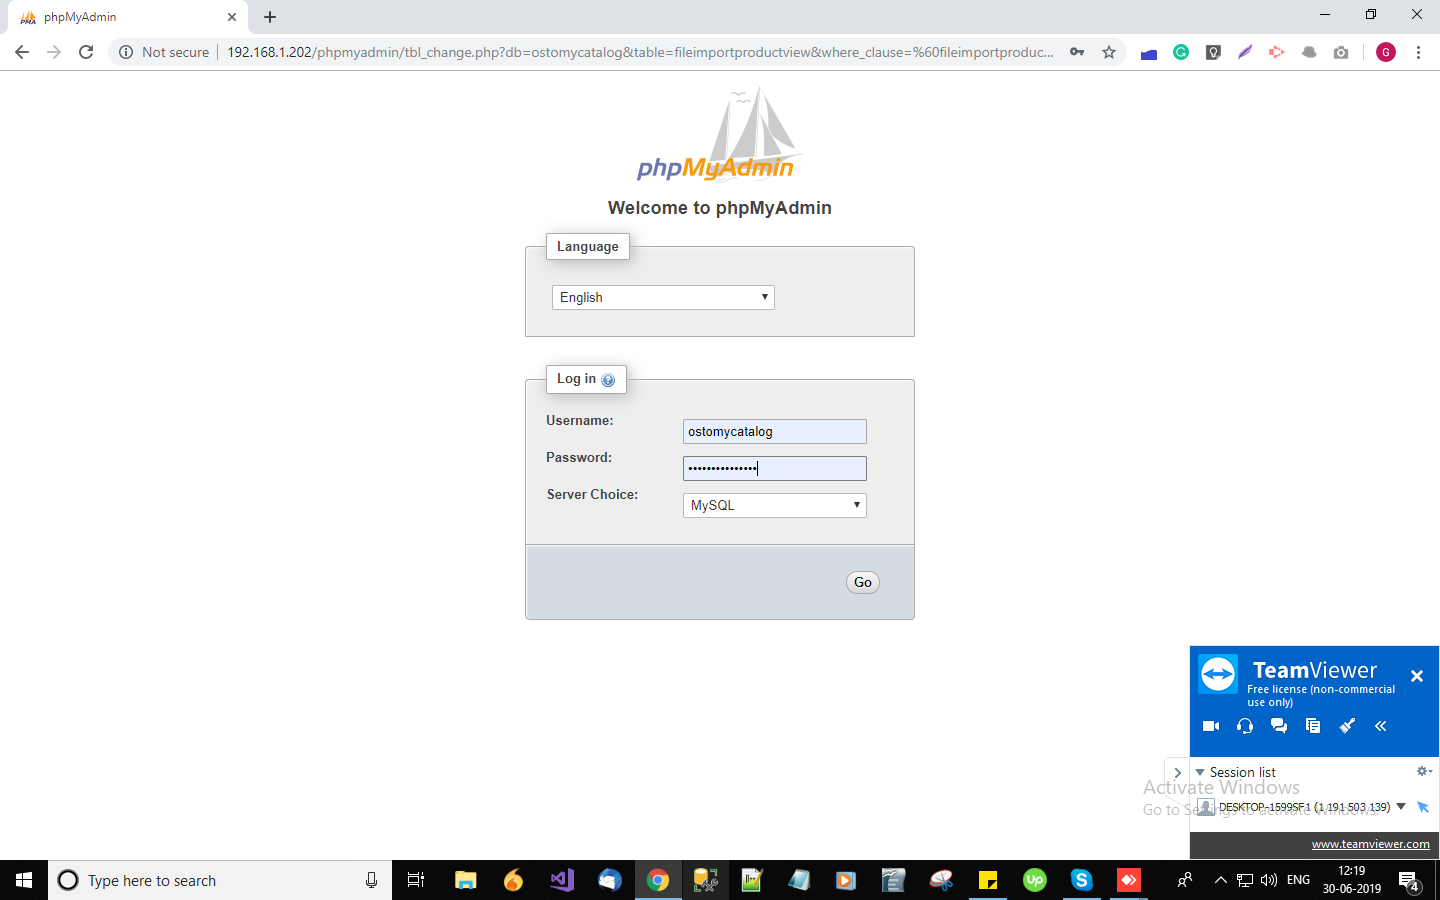 phpMyAdmin
Not secure
192.168.1.202/phpmyadmin/tbl_change.php?db=ostomycatalog&table=fileimportproductview&where_clause=%60fileimportproduc...
G
phpMyAdmin
Welcome to phpMyAdmin
Language
English
Log in
Username:
ostomycatalog
Password:
•••••••••••••••
Server Choice:
MySQL
Go
TeamViewer
Free license (non-commercial
use only)
Session list
Activate Windows
Go to Settings to activate Windows.
DESKTOP-1599SF1 (1 191 503 139)
www.teamviewer.com
Type here to search
Up
S
ENG
12:19
30-06-2019
4